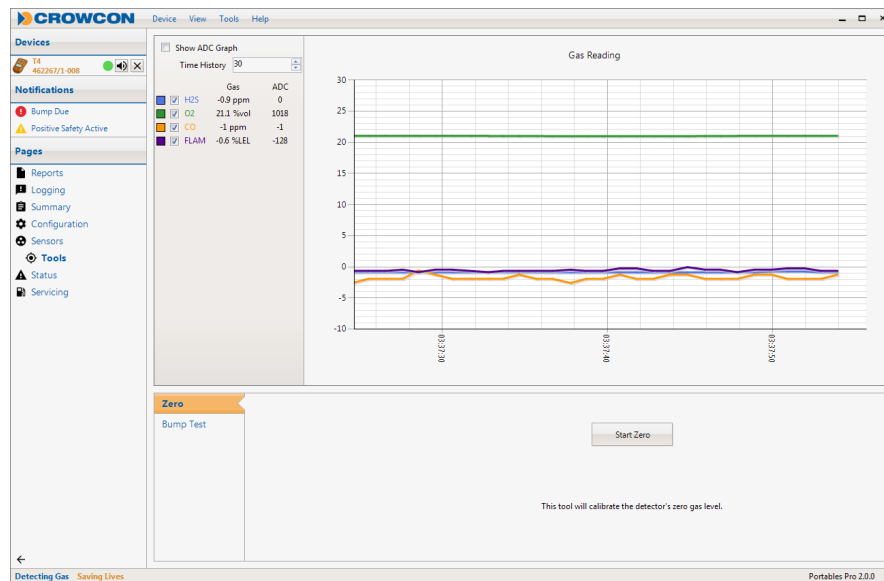 CROWCON
Device View Tools Help
Devices
T4
462267/1-008
Notifications
Bump Due
Positive Safety Active
Pages
Reports
Logging
Summary
Configuration
Sensors
Tools
Status
Servicing
Show ADC Graph
Time History 30
Gas ADC
H2S -0.9 ppm 0
O2 21.1 %vol 1018
CO -1 ppm -1
FLAM -0.6 %LEL -128
Gas Reading
30
25
20
15
10
5
0
-5
-10
03:37:30
03:37:40
03:37:50
Zero
Bump Test
Start Zero
This tool will calibrate the detector's zero gas level.
Detecting Gas Saving Lives
Portables Pro 2.0.0